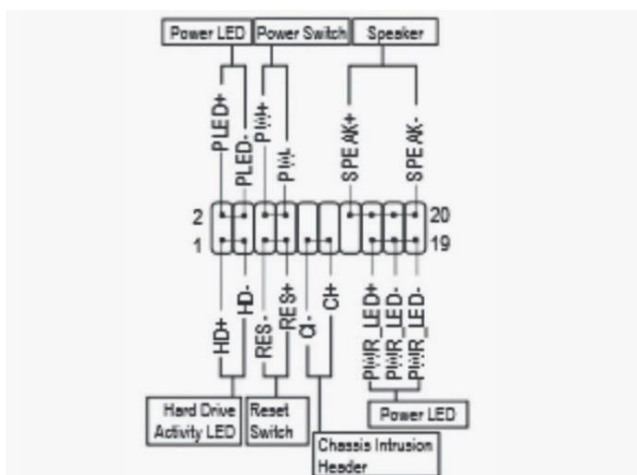 Power LED
Power Switch
Speaker
PLED+
PLED-
PW+
PW-
SPEAK+
SPEAK-
2
20
1
19
HD+
HD-
RES-
RES+
CI-
CI+
PWR_LED+
PWR_LED-
PWR_LED-
Hard Drive
Activity LED
Reset
Switch
Chassis Intrusion
Header
Power LED